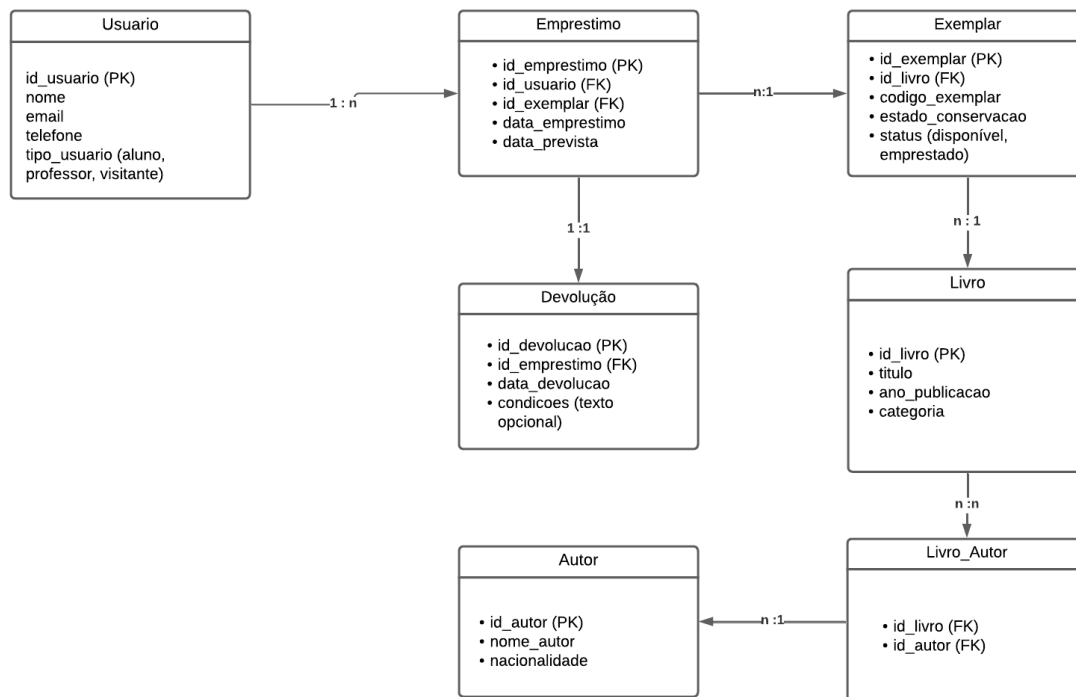 Usuario
id_usuario (PK)
nome
email
telefone
tipo_usuario (aluno,
professor, visitante)
1 : n
Emprestimo
• id_emprestimo (PK)
• id_usuario (FK)
• id_exemplar (FK)
• data_emprestimo
• data_prevista
n:1
Exemplar
• id_exemplar (PK)
• id_livro (FK)
• codigo_exemplar
• estado_conservacao
• status (disponível,
emprestado)
1 :1
n : 1
Devolução
• id_devolucao (PK)
• id_emprestimo (FK)
• data_devolucao
• condicoes (texto
opcional)
Livro
• id_livro (PK)
• titulo
• ano_publicacao
• categoria
n :n
Autor
• id_autor (PK)
• nome_autor
• nacionalidade
n :1
Livro_Autor
• id_livro (FK)
• id_autor (FK)